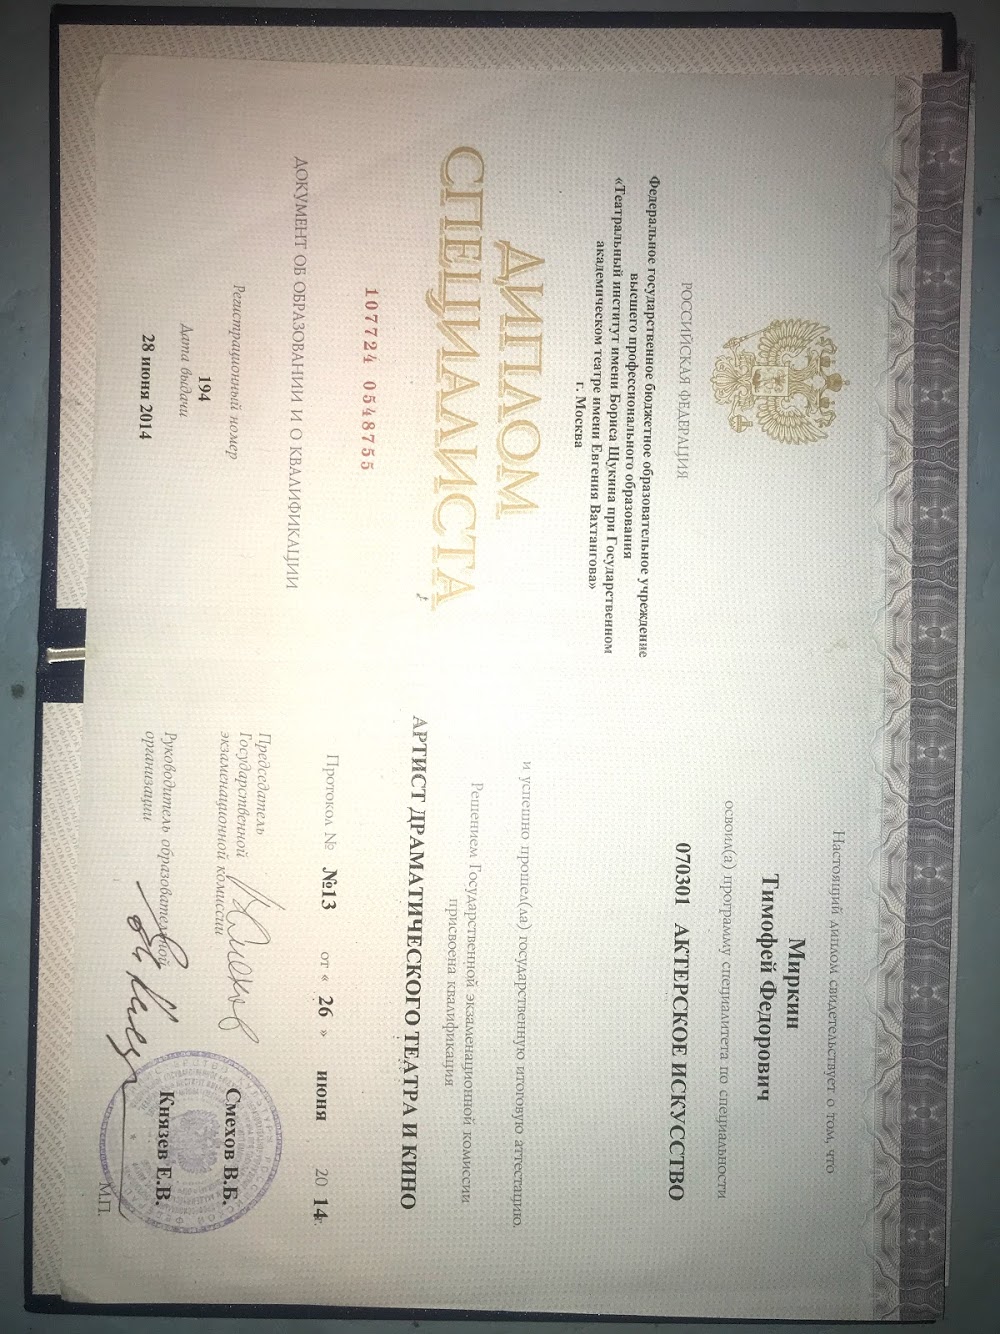 РОССИЙСКАЯ ФЕДЕРАЦИЯ
Федеральное государственное бюджетное образовательное учреждение
высшего профессионального образования
«Театральный институт имени Бориса Щукина при Государственном
академическом театре имени Евгения Вахтангова»
г. Москва
ДИПЛОМ
СПЕЦИАЛИСТА
107724 0548755
ДОКУМЕНТ ОБ ОБРАЗОВАНИИ И О КВАЛИФИКАЦИИ
Регистрационный номер
194
Дата выдачи
28 июня 2014
Настоящий диплом свидетельствует о том, что
Миркин
Тимофей Федорович
освоил(а) программу специалитета по специальности
070301 АКТЕРСКОЕ ИСКУССТВО
и успешно прошел(ла) государственную итоговую аттестацию.
Решением Государственной экзаменационной комиссии
присвоена квалификация
АРТИСТ ДРАМАТИЧЕСКОГО ТЕАТРА И КИНО
Протокол № №13 от « 26 » июня 20 14г.
Председатель
Государственной
экзаменационной комиссии Смехов В.Б.
Руководитель образовательной
организации Князев Е.В.
М.П.